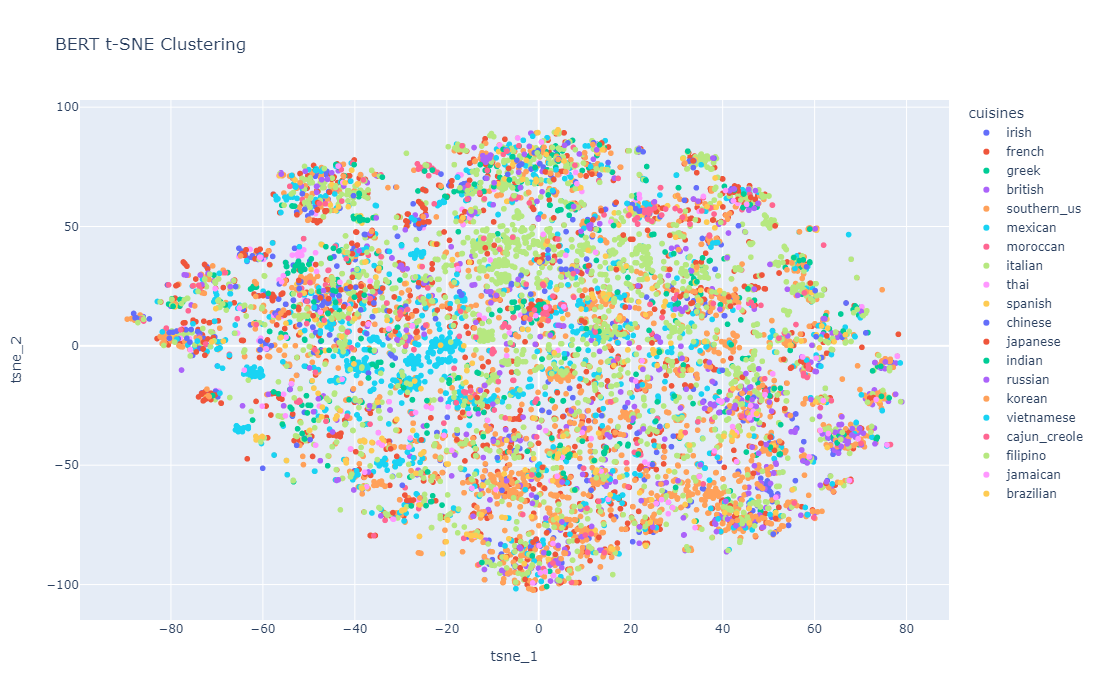 BERT t-SNE Clustering
100
50
0
−50
−100
tsne_2
−80
−60
−40
−20
0
20
40
60
80
tsne_1
cuisines
irish
french
greek
british
southern_us
mexican
moroccan
italian
thai
spanish
chinese
japanese
indian
russian
korean
vietnamese
cajun_creole
filipino
jamaican
brazilian